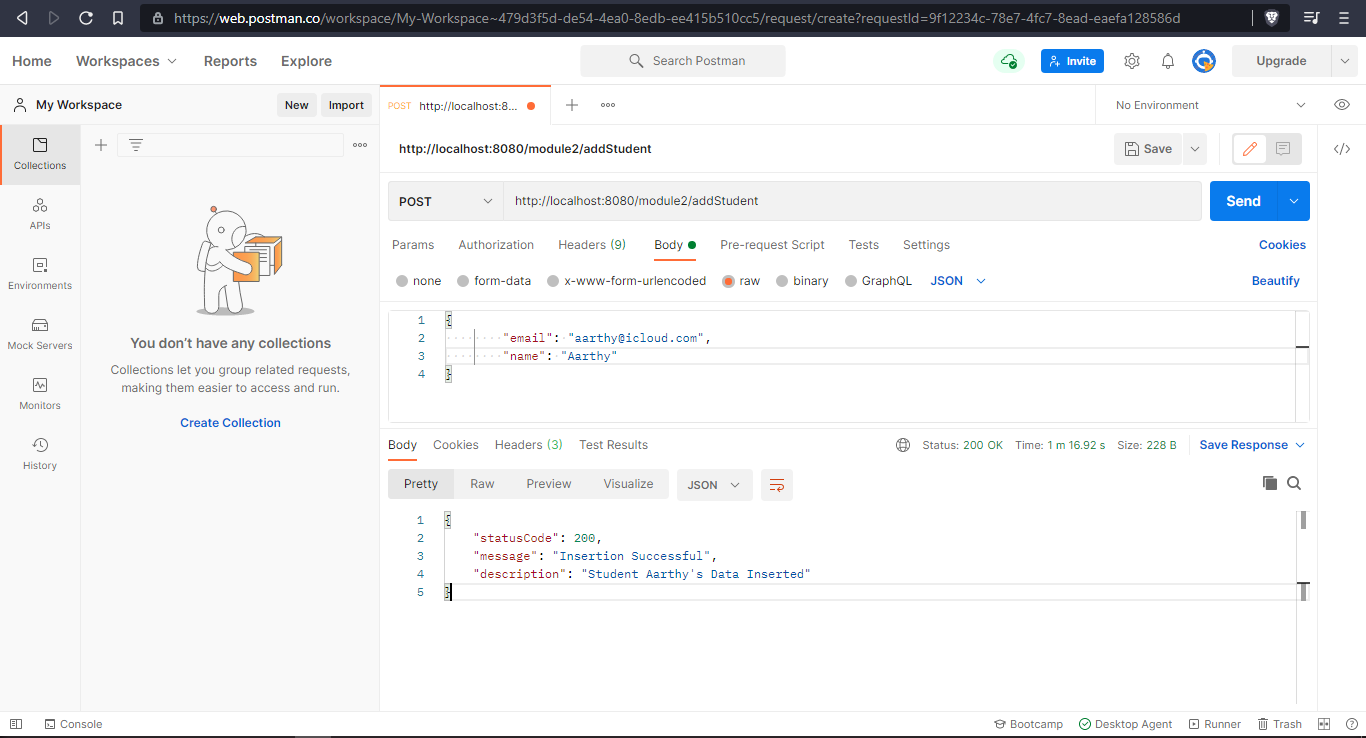 https://web.postman.co/workspace/My-Workspace~479d3f5d-de54-4ea0-8edb-ee415b510cc5/request/create?requestId=9f12234c-78e7-4fc7-8ead-eaefa128586d
Home Workspaces Reports Explore Search Postman Invite Upgrade
My Workspace New Import POST http://localhost:8... No Environment
Collections
APIs
Environments
Mock Servers
Monitors
History
You don't have any collections
Collections let you group related requests,
making them easier to access and run.
Create Collection
http://localhost:8080/module2/addStudent Save
POST http://localhost:8080/module2/addStudent Send
Params Authorization Headers (9) Body Pre-request Script Tests Settings Cookies
none form-data x-www-form-urlencoded raw binary GraphQL JSON Beautify
1 {
2 "email": "aarthy@icloud.com",
3 "name": "Aarthy"
4 }
Body Cookies Headers (3) Test Results Status: 200 OK Time: 1 m 16.92 s Size: 228 B Save Response
Pretty Raw Preview Visualize JSON
1 {
2 "statusCode": 200,
3 "message": "Insertion Successful",
4 "description": "Student Aarthy's Data Inserted"
5 }
Console Bootcamp Desktop Agent Runner Trash